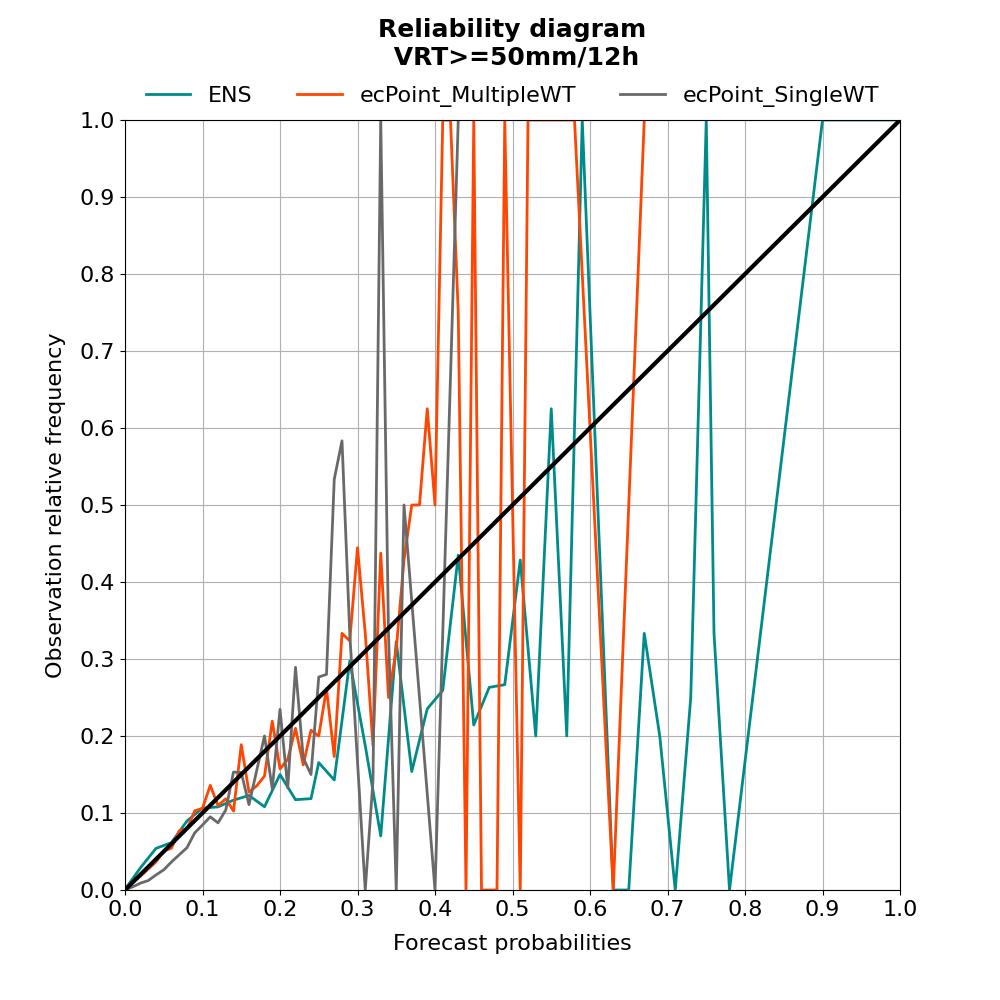 Reliability diagram
VRT>=50mm/12h
ENS ecPoint_MultipleWT ecPoint_SingleWT
1.0
0.9
0.8
0.7
0.6
0.5
0.4
0.3
0.2
0.1
0.0
Observation relative frequency
0.0 0.1 0.2 0.3 0.4 0.5 0.6 0.7 0.8 0.9 1.0
Forecast probabilities